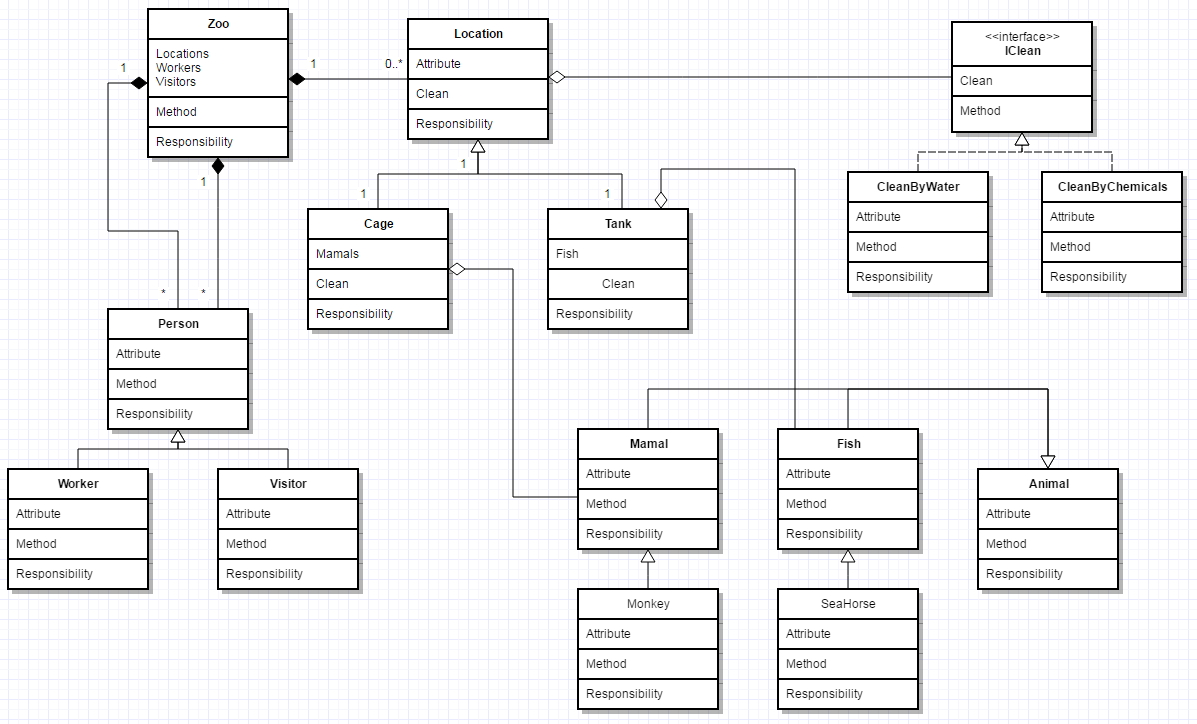 Zoo
Locations
Workers
Visitors
Method
Responsibility
1
1
0..*
1
*
*
Location
Attribute
Clean
Responsibility
1
1
1
<<interface>>
IClean
Clean
Method
CleanByWater
Attribute
Method
Responsibility
CleanByChemicals
Attribute
Method
Responsibility
Cage
Mamals
Clean
Responsibility
Tank
Fish
Clean
Responsibility
Person
Attribute
Method
Responsibility
Worker
Attribute
Method
Responsibility
Visitor
Attribute
Method
Responsibility
Mamal
Attribute
Method
Responsibility
Fish
Attribute
Method
Responsibility
Animal
Attribute
Method
Responsibility
Monkey
Attribute
Method
Responsibility
SeaHorse
Attribute
Method
Responsibility